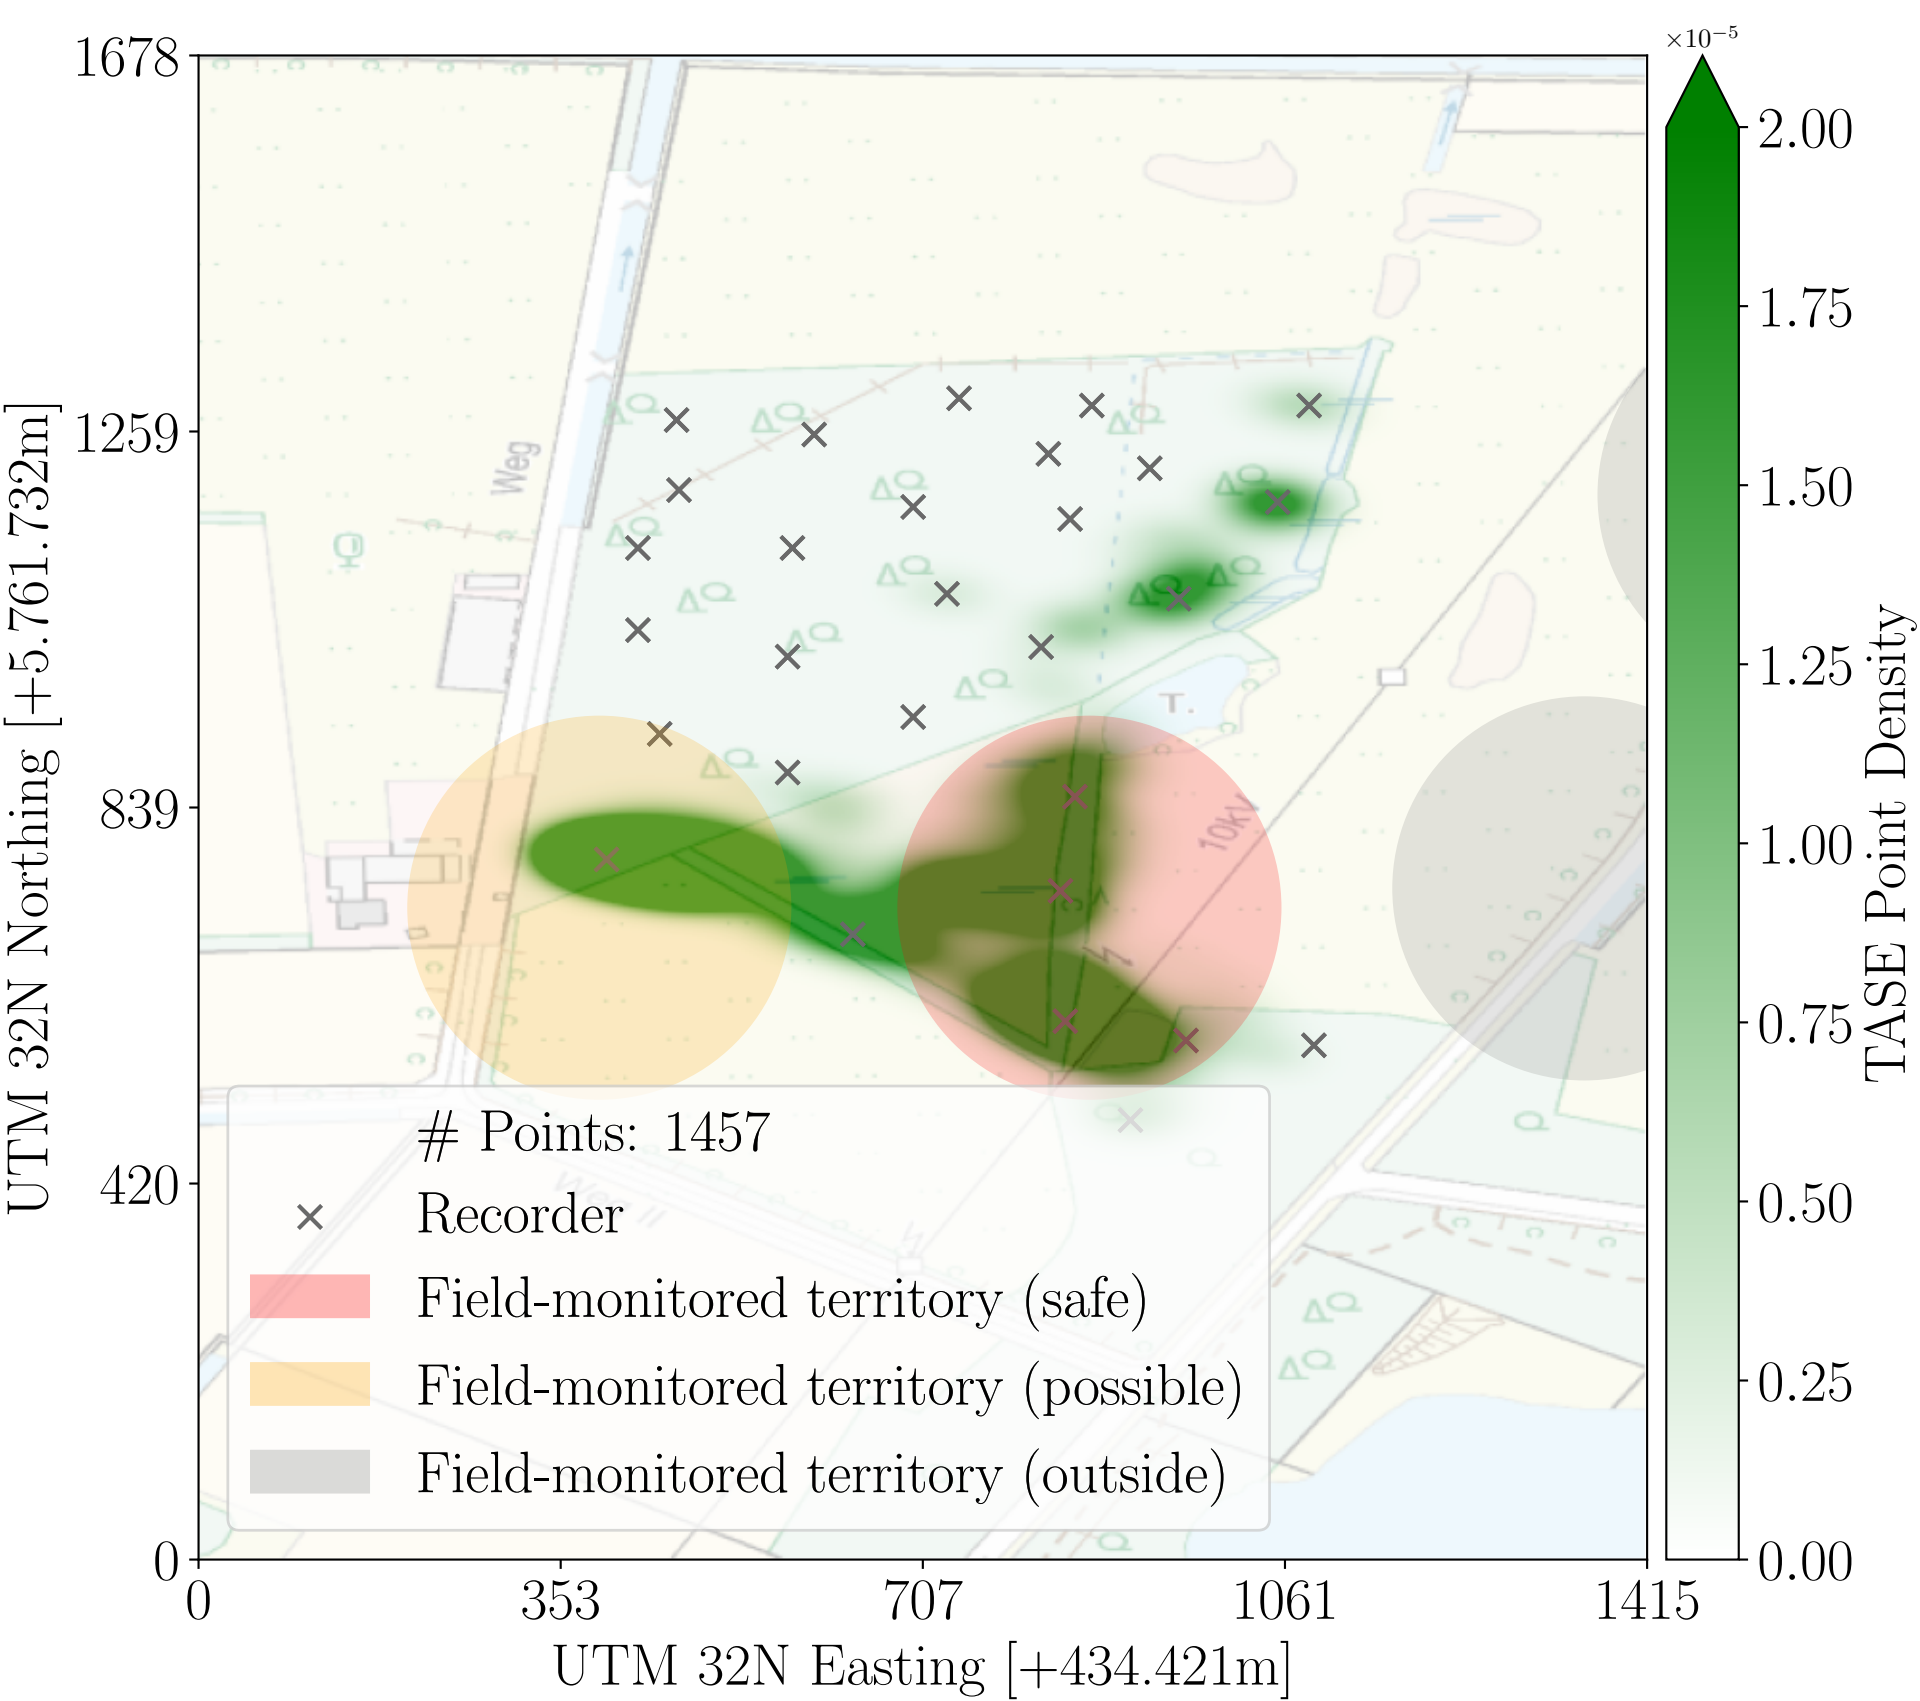 ×10⁻⁵
1678
1259
839
420
0
UTM 32N Northing [+5.761.732m]
Weg
T.
10kV
Weg II
# Points: 1457
Recorder
Field-monitored territory (safe)
Field-monitored territory (possible)
Field-monitored territory (outside)
0
353
707
1061
1415
UTM 32N Easting [+434.421m]
2.00
1.75
1.50
1.25
1.00
0.75
0.50
0.25
0.00
TASE Point Density